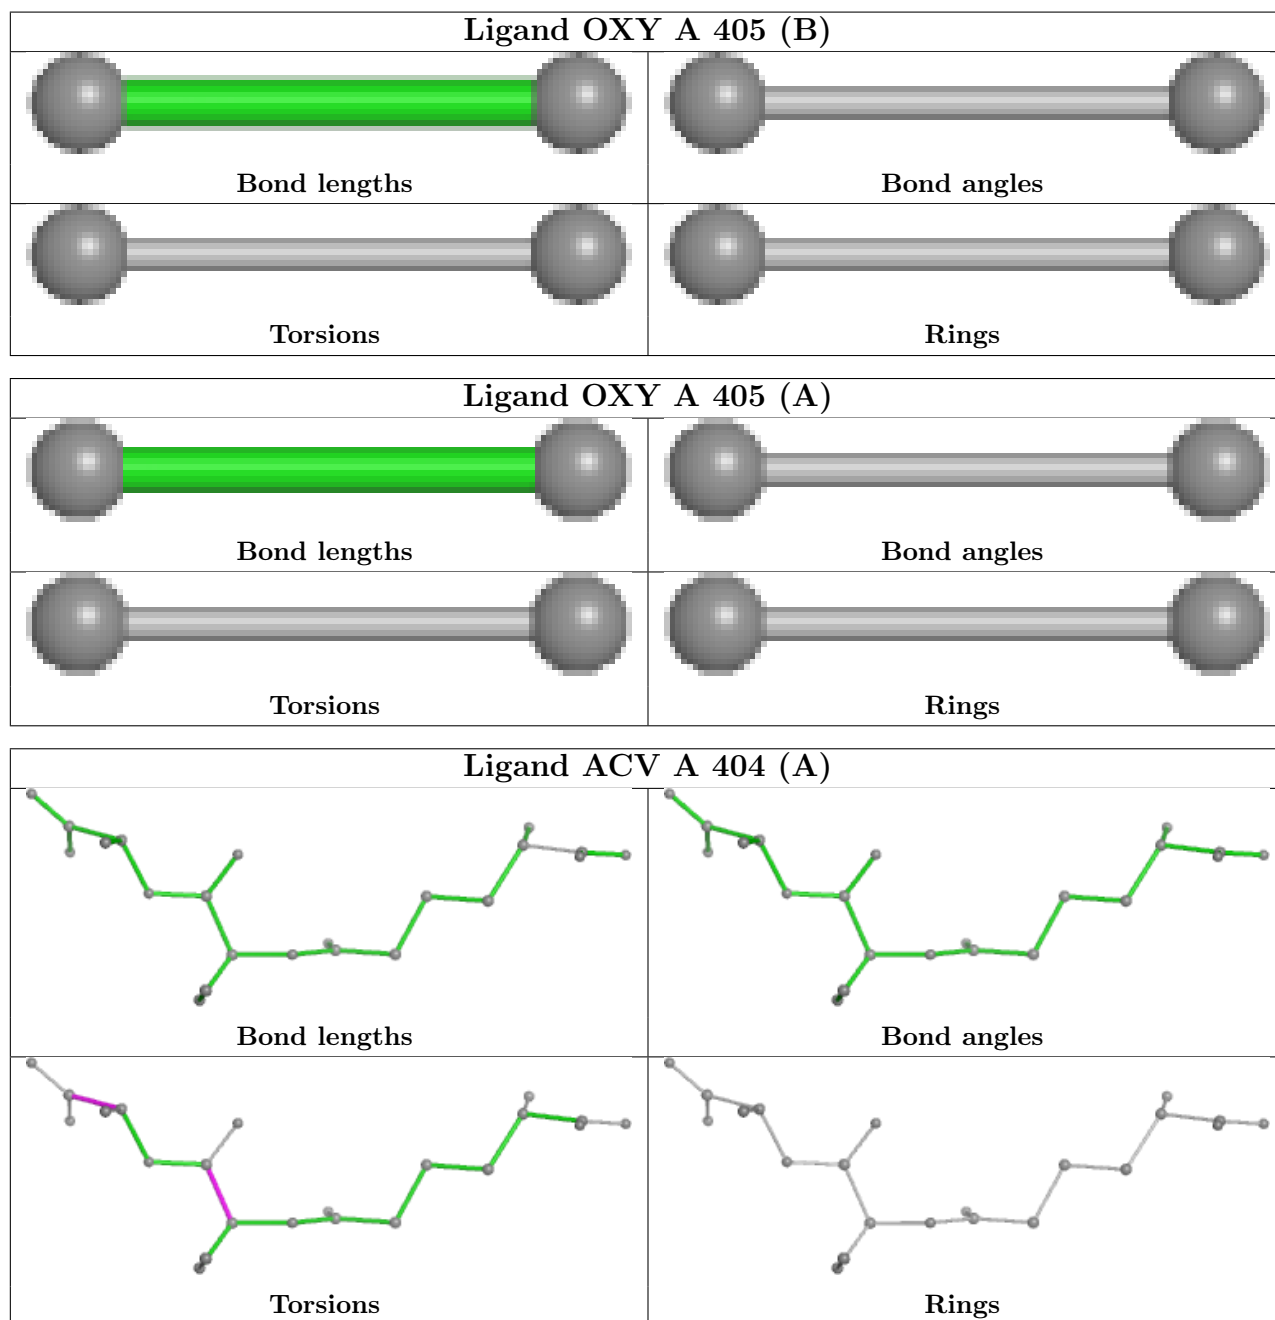 Ligand OXY A 405 (B)
Bond lengths
Bond angles
Torsions
Rings
Ligand OXY A 405 (A)
Bond lengths
Bond angles
Torsions
Rings
Ligand ACV A 404 (A)
Bond lengths
Bond angles
Torsions
Rings